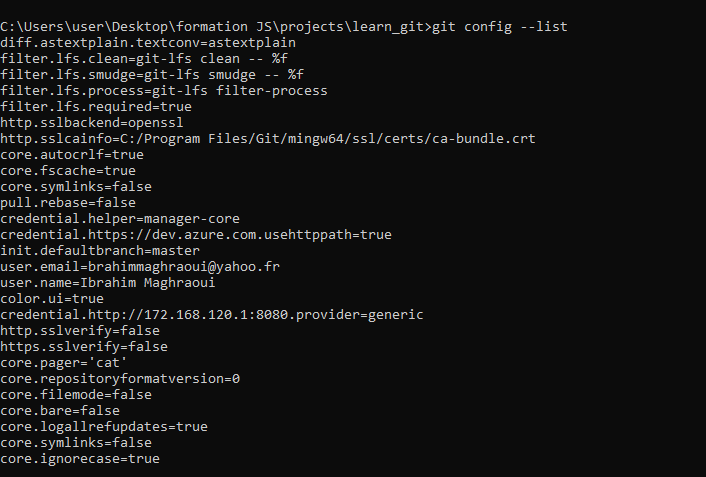 C:\Users\user\Desktop\formation JS\projects\learn_git>git config --list
diff.astextplain.textconv=astextplain
filter.lfs.clean=git-lfs clean -- %f
filter.lfs.smudge=git-lfs smudge -- %f
filter.lfs.process=git-lfs filter-process
filter.lfs.required=true
http.sslbackend=openssl
http.sslcainfo=C:/Program Files/Git/mingw64/ssl/certs/ca-bundle.crt
core.autocrlf=true
core.fscache=true
core.symlinks=false
pull.rebase=false
credential.helper=manager-core
credential.https://dev.azure.com.usehttppath=true
init.defaultbranch=master
user.email=brahimmaghraoui@yahoo.fr
user.name=Ibrahim Maghraoui
color.ui=true
credential.http://172.168.120.1:8080.provider=generic
http.sslverify=false
https.sslverify=false
core.pager='cat'
core.repositoryformatversion=0
core.filemode=false
core.bare=false
core.logallrefupdates=true
core.symlinks=false
core.ignorecase=true